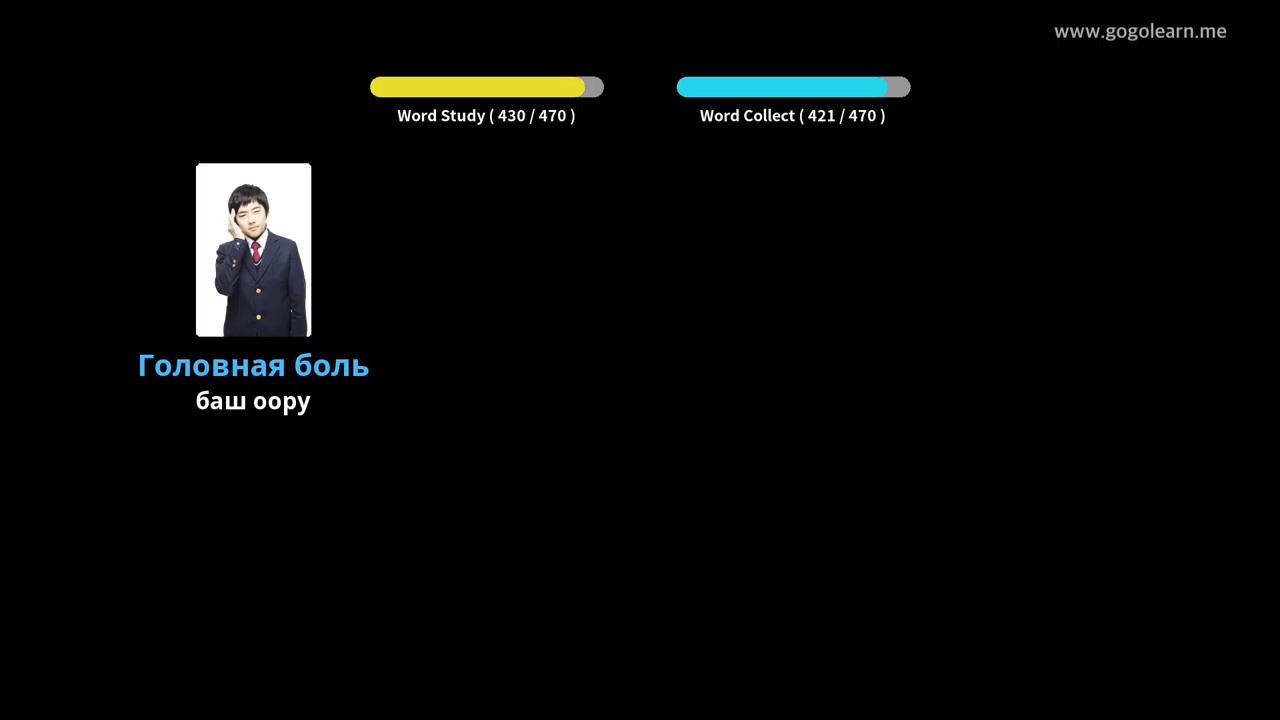 www.gogolearn.me
Word Study ( 430 / 470 )
Word Collect ( 421 / 470 )
Головная боль
баш оору